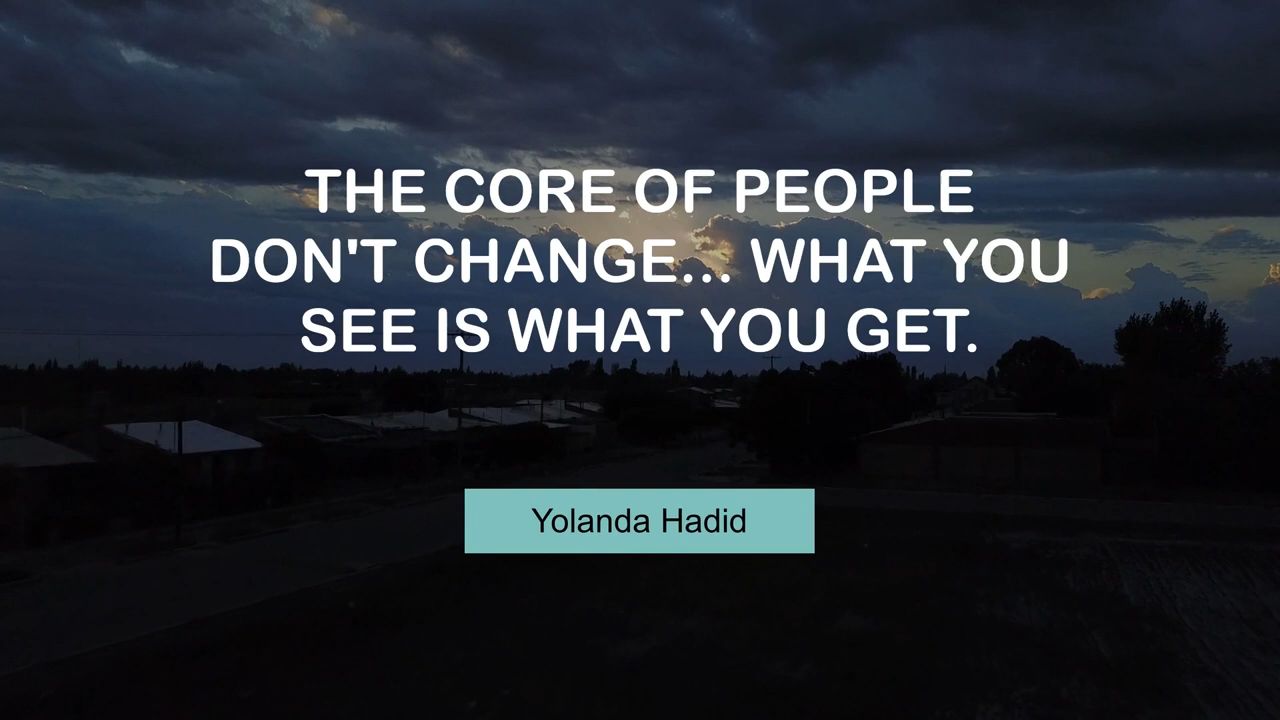 THE CORE OF PEOPLE
DON'T CHANGE... WHAT YOU
SEE IS WHAT YOU GET.
Yolanda Hadid